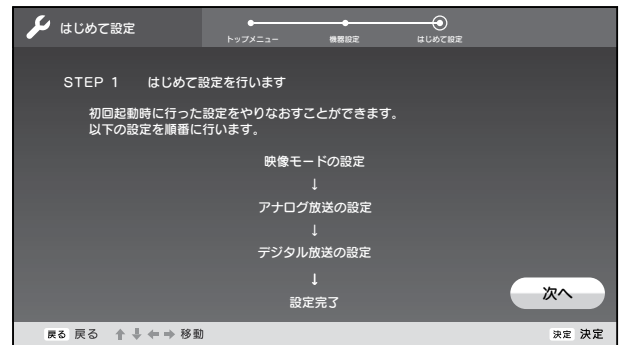 はじめて設定
トップメニュー 機器設定 はじめて設定
STEP 1 はじめて設定を行います
初回起動時に行った設定をやりなおすことができます。
以下の設定を順番に行います。
映像モードの設定
↓
アナログ放送の設定
↓
デジタル放送の設定
↓
設定完了
次へ
戻る 戻る ↑ ↓ ← → 移動 決定 決定